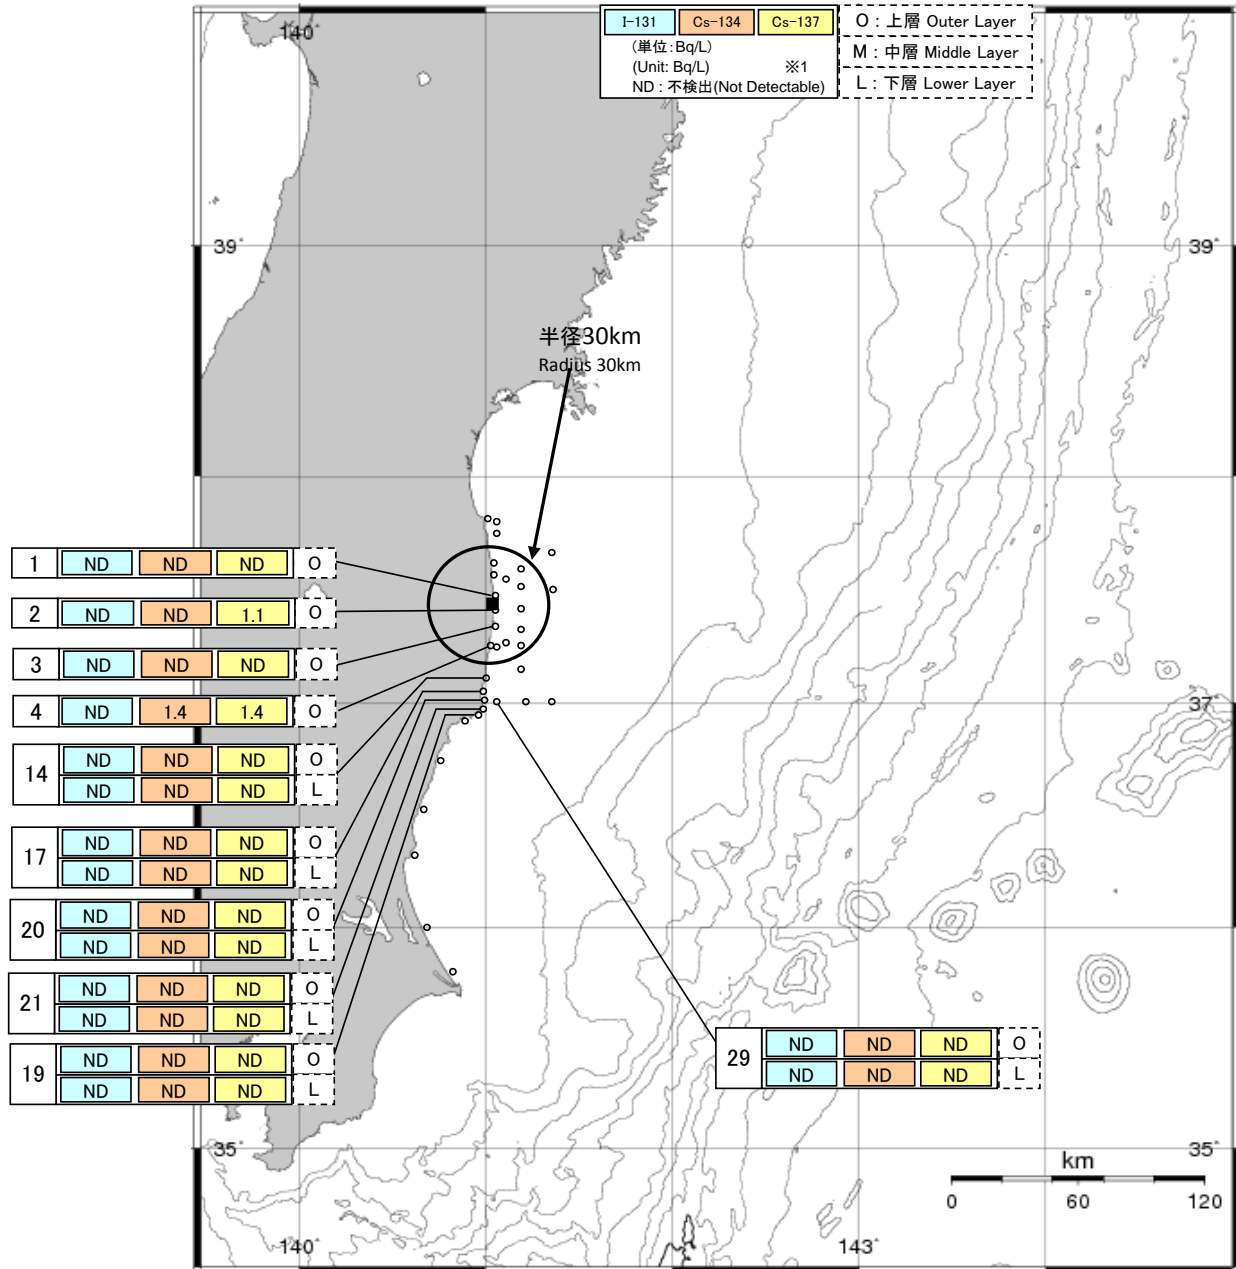 I-131 Cs-134 Cs-137
(単位:Bq/L)
(Unit: Bq/L) ※1
ND : 不検出(Not Detectable)
O : 上層 Outer Layer
M : 中層 Middle Layer
L : 下層 Lower Layer
140°
39° 39°
半径30km
Radius 30km
1 ND ND ND O
2 ND ND 1.1 O
3 ND ND ND O
4 ND 1.4 1.4 O
37°
14 ND ND ND O
ND ND ND L
17 ND ND ND O
ND ND ND L
20 ND ND ND O
ND ND ND L
21 ND ND ND O
ND ND ND L
19 ND ND ND O
ND ND ND L
29 ND ND ND O
ND ND ND L
35° 35°
km
0 60 120
140° 143°